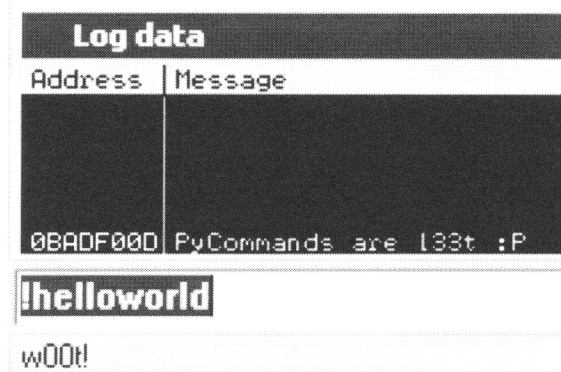 Log data
Address Message
0BADF00D PyCommands are l33t :P
!helloworld
w00t!